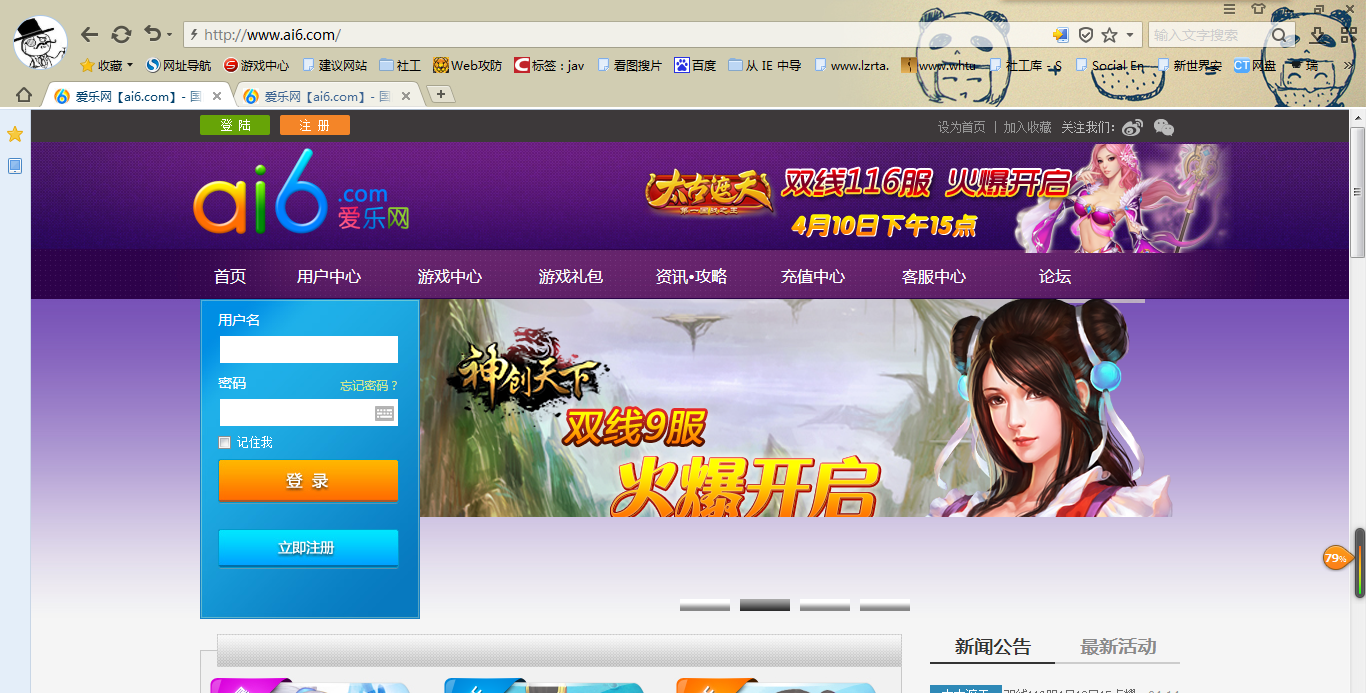 http://www.ai6.com/
输入文字搜索
收藏 网址导航 游戏中心 建议网站 社工 Web攻防 标签：jav 看图搜片 百度 从 IE 中导 www.lzrta. www.whtu 社工库 - S Social En 新世界安 网盘 瑞 »
爱乐网【ai6.com】- 国 × 爱乐网【ai6.com】- 国 × +
登 陆 注 册 设为首页 | 加入收藏 关注我们：
ai6 .com
爱乐网
太古遮天
双线116服 火爆开启
4月10日下午15点
首页 用户中心 游戏中心 游戏礼包 资讯•攻略 充值中心 客服中心 论坛
用户名
密码 忘记密码？
记住我
登 录
立即注册
神创天下
双线9服
火爆开启
79%
新闻公告 最新活动